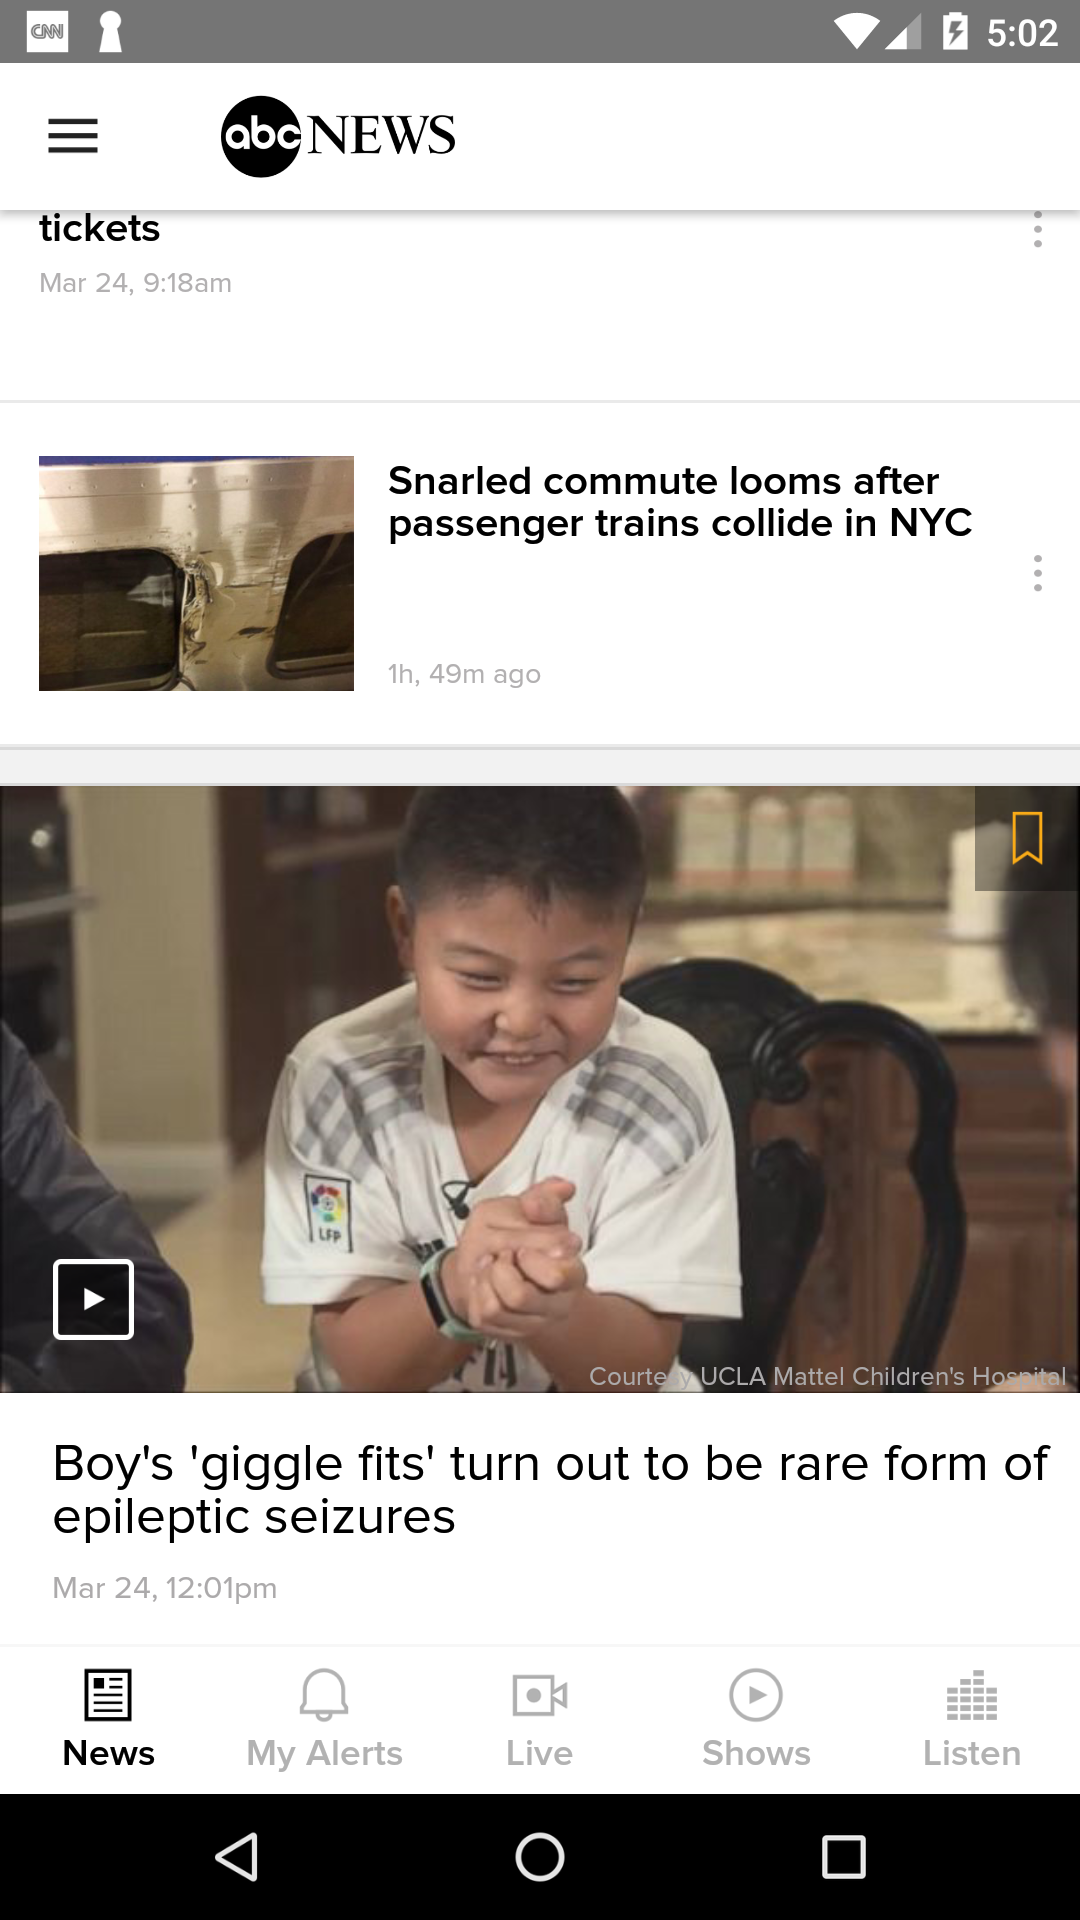 CNN
5:02
abc NEWS
tickets
Mar 24, 9:18am
Snarled commute looms after
passenger trains collide in NYC
1h, 49m ago
LFP
Courtesy UCLA Mattel Children's Hospital
Boy's 'giggle fits' turn out to be rare form of
epileptic seizures
Mar 24, 12:01pm
News
My Alerts
Live
Shows
Listen